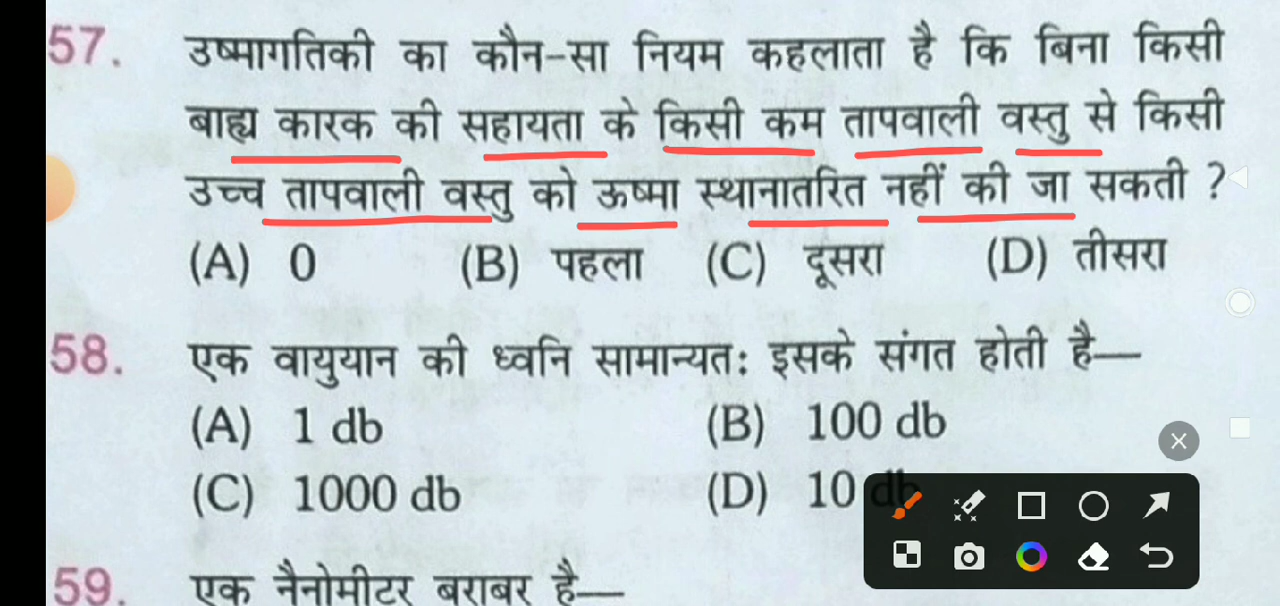 57. उष्मागतिकी का कौन-सा नियम कहलाता है कि बिना किसी
बाह्य कारक की सहायता के किसी कम तापवाली वस्तु से किसी
उच्च तापवाली वस्तु को ऊष्मा स्थानातरित नहीं की जा सकती ?
(A) 0 (B) पहला (C) दूसरा (D) तीसरा
58. एक वायुयान की ध्वनि सामान्यतः इसके संगत होती है—
(A) 1 db (B) 100 db
(C) 1000 db (D) 10 db
59. एक नैनोमीटर बराबर है—